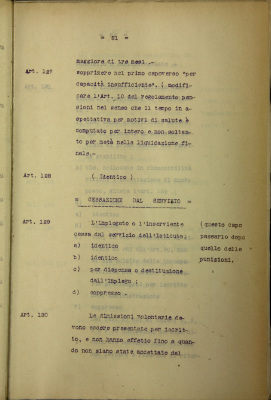 - 21 -
maggiore di tre mesi -
Art. 127 sopprimere nel primo capoverso "per
capacità insufficiente". ( modifi-
care l'Art. 10 del regolamento pen-
sioni nel senso che il tempo in a-
spettativa per motivi di salute è
computato per intero e non soltan-
to per metà nella liquidazione fi-
nale.-
Art. 128 ( Identico )
= CESSAZIONE DAL SERVIZIO =
Art. 129 L'impiegato e l'inserviente ( questo capo
cessa dal servizio dell'Istituto: passarlo dopo
a) identico quello delle
b) identico punizioni.
c) per dispensa o destituzione
dall'impiego ;
d) soppresso.
Art. 130 Le dimissioni volontarie de-
vono essere presentate per iscrit-
to, e non hanno effetto fino a quan-
do non siano state accettate dal